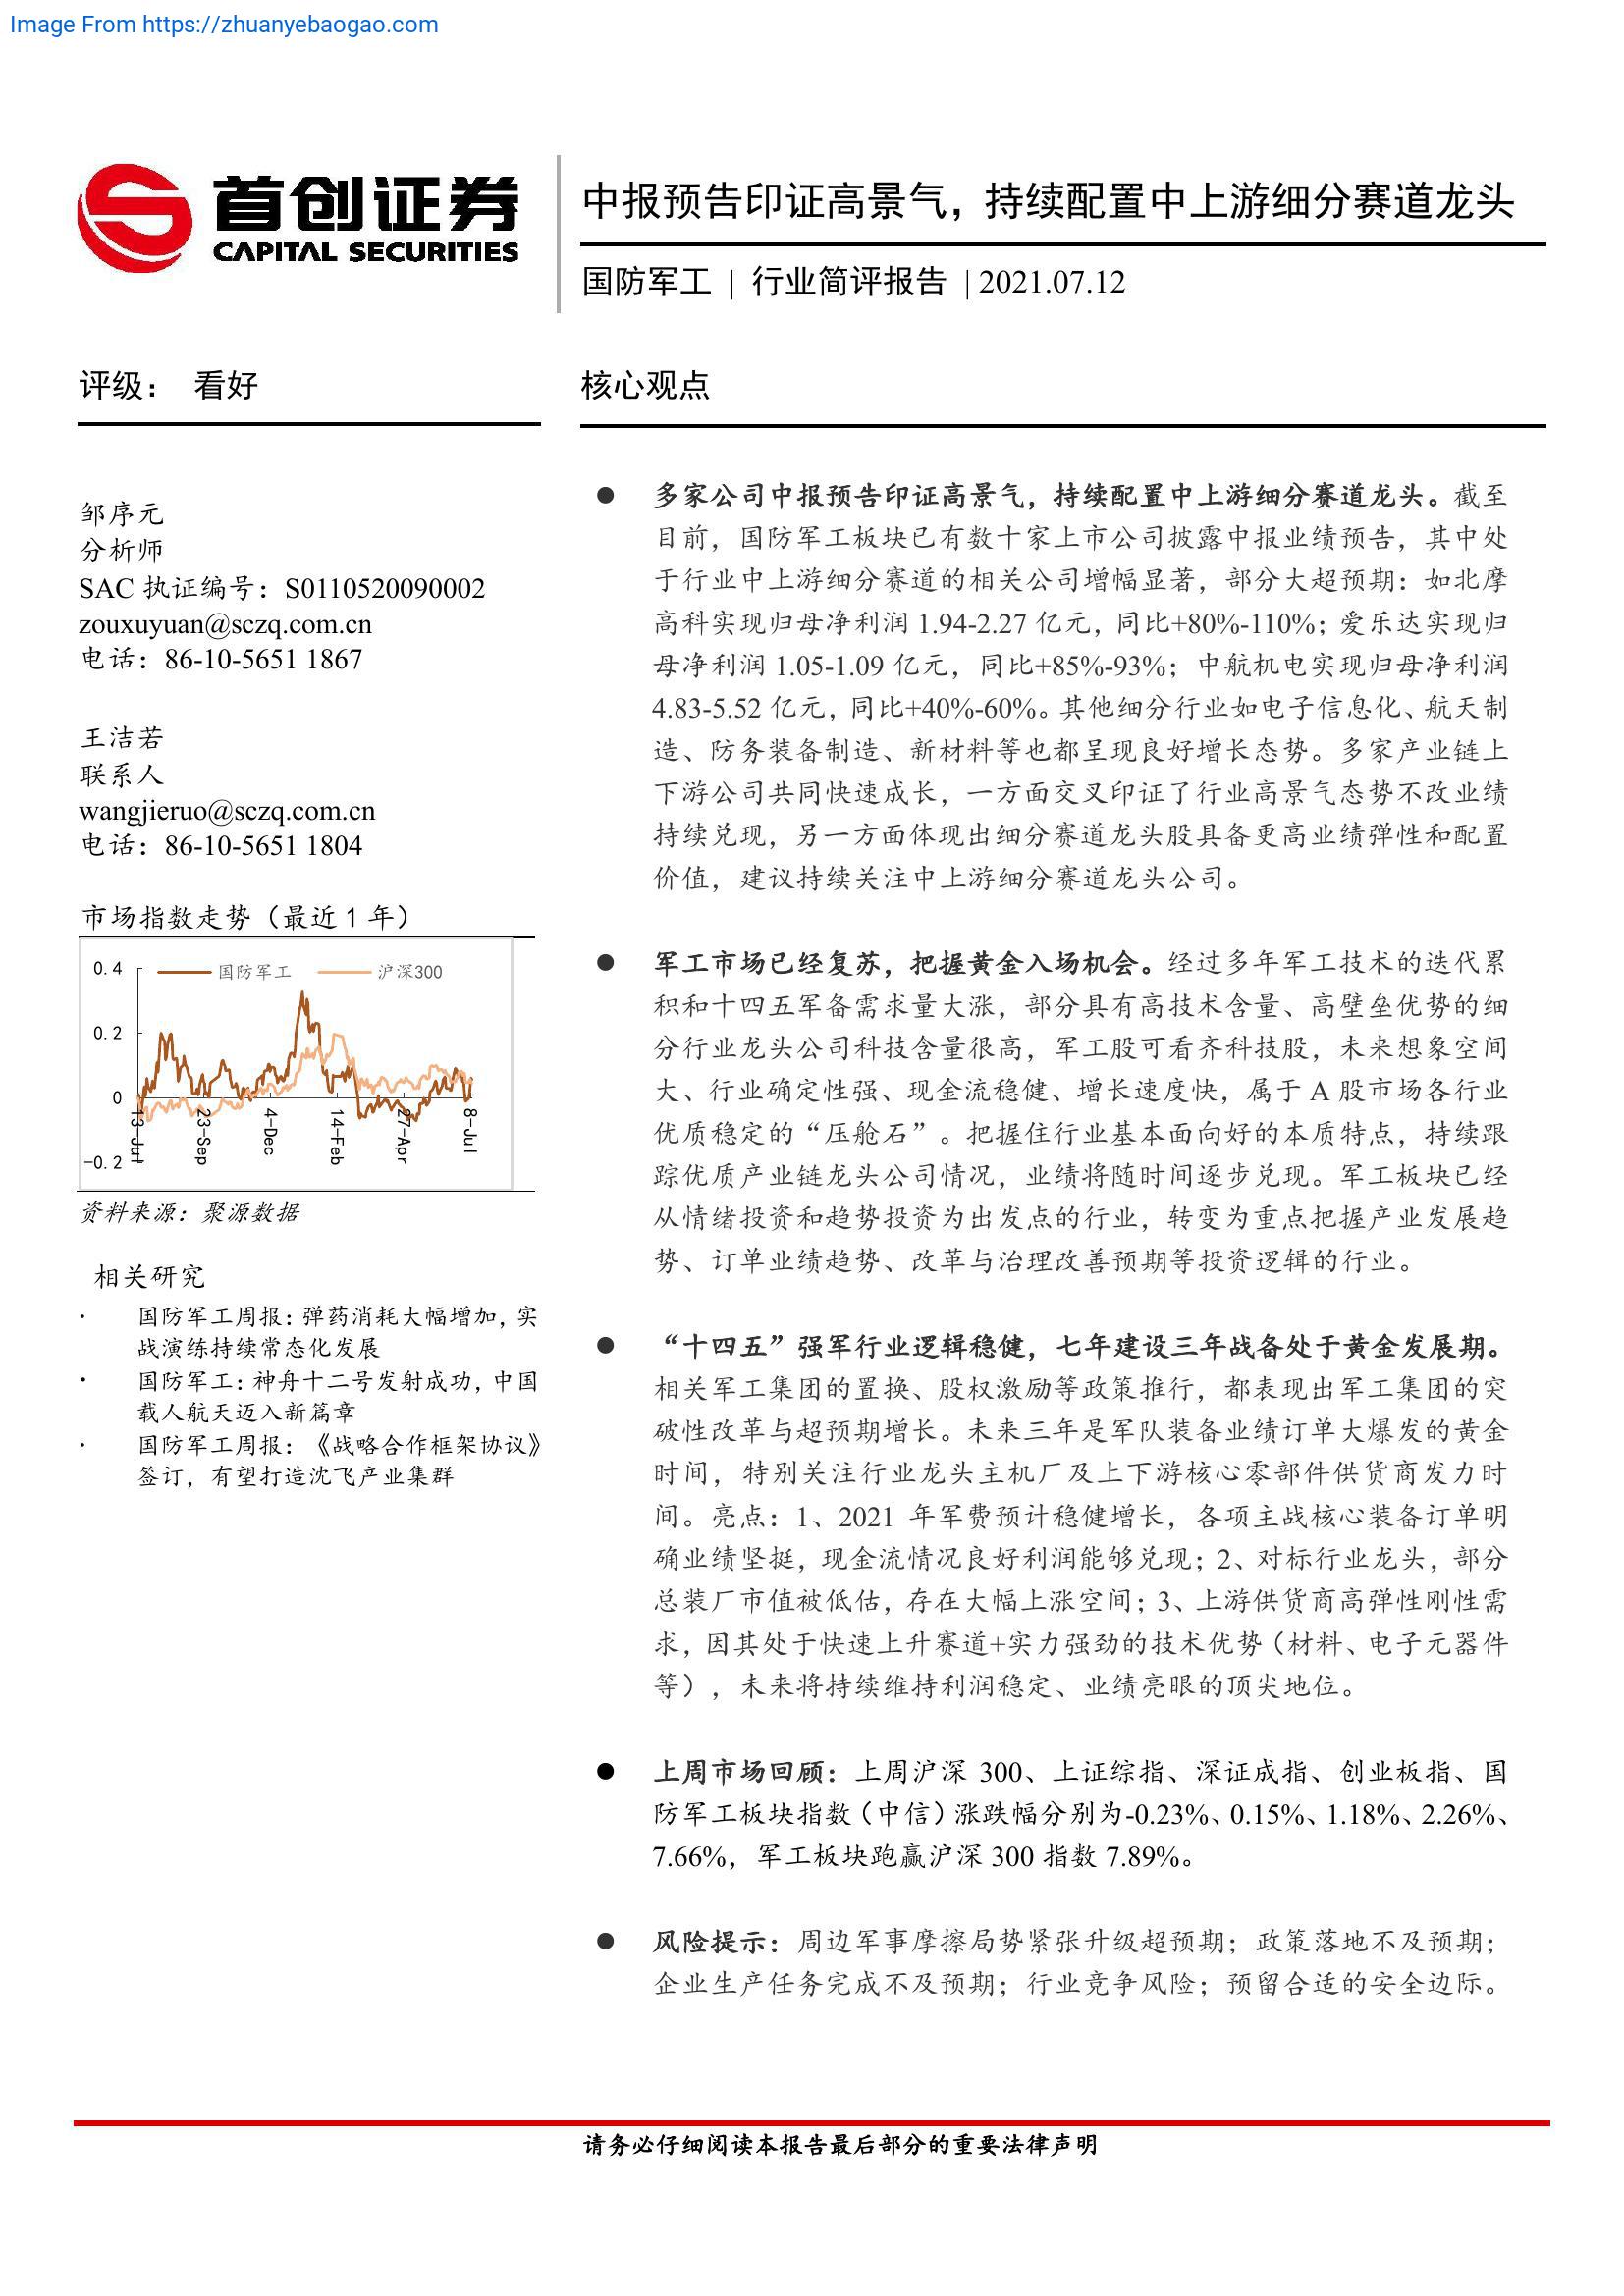 Image From https://zhuanyebaogao.com
首创证券
CAPITAL SECURITIES
中报预告印证高景气，持续配置中上游细分赛道龙头
国防军工 | 行业简评报告 | 2021.07.12
评级： 看好
邹序元
分析师
SAC 执证编号：S0110520090002
zouxuyuan@sczq.com.cn
电话：86-10-5651 1867
王洁若
联系人
wangjieruo@sczq.com.cn
电话：86-10-5651 1804
市场指数走势（最近 1 年）
国防军工 沪深300
0.4
0.2
0
-0.2
13-Jul 23-Sep 4-Dec 14-Feb 27-Apr 8-Jul
资料来源：聚源数据
相关研究
· 国防军工周报：弹药消耗大幅增加，实
战演练持续常态化发展
· 国防军工：神舟十二号发射成功，中国
载人航天迈入新篇章
· 国防军工周报：《战略合作框架协议》
签订，有望打造沈飞产业集群
核心观点
● 多家公司中报预告印证高景气，持续配置中上游细分赛道龙头。截至
目前，国防军工板块已有数十家上市公司披露中报业绩预告，其中处
于行业中上游细分赛道的相关公司增幅显著，部分大超预期：如北摩
高科实现归母净利润 1.94-2.27 亿元，同比+80%-110%；爱乐达实现归
母净利润 1.05-1.09 亿元，同比+85%-93%；中航机电实现归母净利润
4.83-5.52 亿元，同比+40%-60%。其他细分行业如电子信息化、航天制
造、防务装备制造、新材料等也都呈现良好增长态势。多家产业链上
下游公司共同快速成长，一方面交叉印证了行业高景气态势不改业绩
持续兑现，另一方面体现出细分赛道龙头股具备更高业绩弹性和配置
价值，建议持续关注中上游细分赛道龙头公司。
● 军工市场已经复苏，把握黄金入场机会。经过多年军工技术的迭代累
积和十四五军备需求量大涨，部分具有高技术含量、高壁垒优势的细
分行业龙头公司科技含量很高，军工股可看齐科技股，未来想象空间
大、行业确定性强、现金流稳健、增长速度快，属于 A 股市场各行业
优质稳定的“压舱石”。把握住行业基本面向好的本质特点，持续跟
踪优质产业链龙头公司情况，业绩将随时间逐步兑现。军工板块已经
从情绪投资和趋势投资为出发点的行业，转变为重点把握产业发展趋
势、订单业绩趋势、改革与治理改善预期等投资逻辑的行业。
● “十四五”强军行业逻辑稳健，七年建设三年战备处于黄金发展期。
相关军工集团的置换、股权激励等政策推行，都表现出军工集团的突
破性改革与超预期增长。未来三年是军队装备业绩订单大爆发的黄金
时间，特别关注行业龙头主机厂及上下游核心零部件供货商发力时
间。亮点：1、2021 年军费预计稳健增长，各项主战核心装备订单明
确业绩坚挺，现金流情况良好利润能够兑现；2、对标行业龙头，部分
总装厂市值被低估，存在大幅上涨空间；3、上游供货商高弹性刚性需
求，因其处于快速上升赛道+实力强劲的技术优势（材料、电子元器件
等），未来将持续维持利润稳定、业绩亮眼的顶尖地位。
● 上周市场回顾：上周沪深 300、上证综指、深证成指、创业板指、国
防军工板块指数（中信）涨跌幅分别为-0.23%、0.15%、1.18%、2.26%、
7.66%，军工板块跑赢沪深 300 指数 7.89%。
● 风险提示：周边军事摩擦局势紧张升级超预期；政策落地不及预期；
企业生产任务完成不及预期；行业竞争风险；预留合适的安全边际。
请务必仔细阅读本报告最后部分的重要法律声明